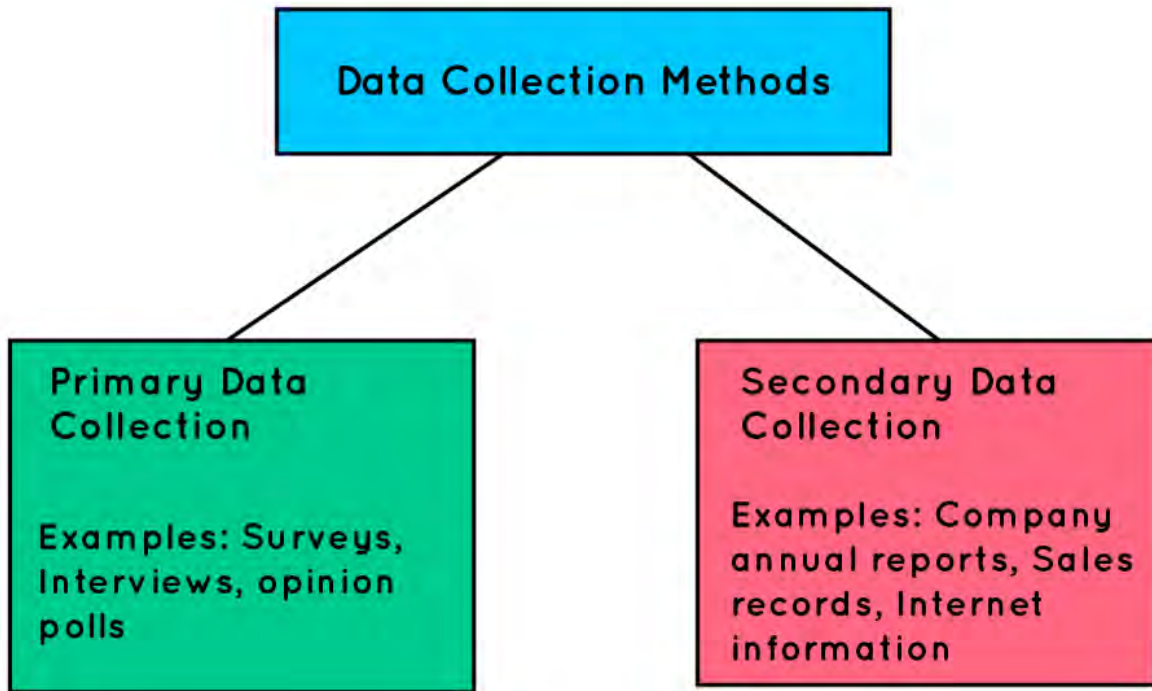 Data Collection Methods
Primary Data
Collection
Examples: Surveys,
Interviews, opinion
polls
Secondary Data
Collection
Examples: Company
annual reports, Sales
records, Internet
information